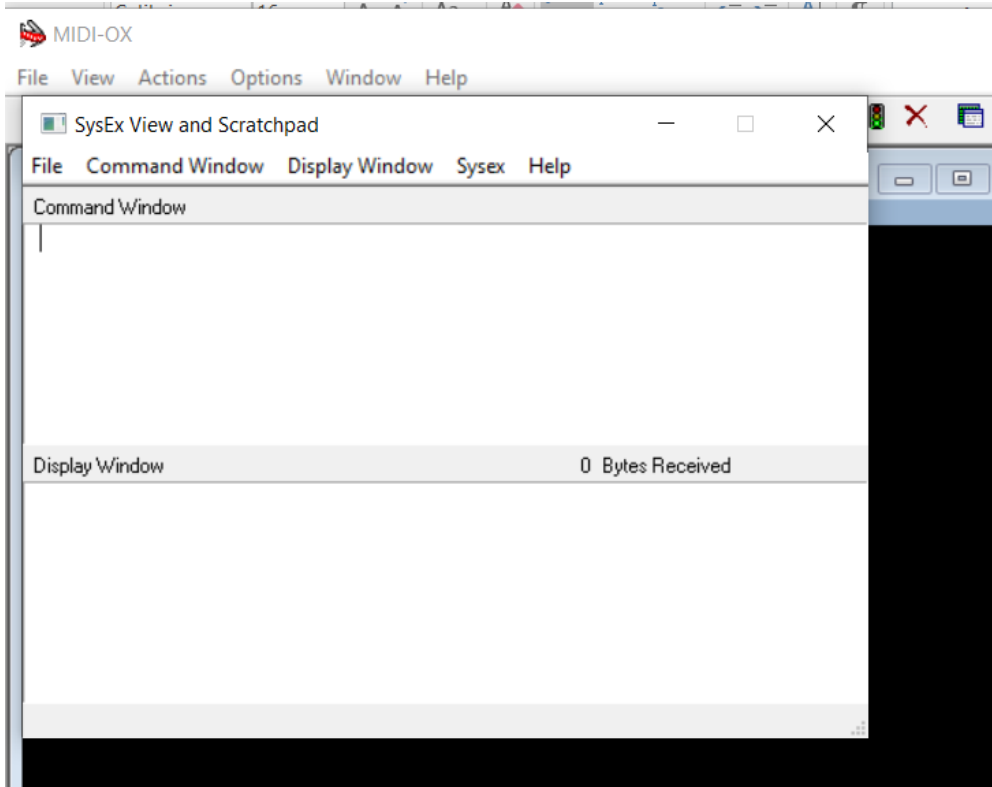 MIDI-OX
File View Actions Options Window Help
SysEx View and Scratchpad
File Command Window Display Window Sysex Help
Command Window
Display Window 0 Bytes Received